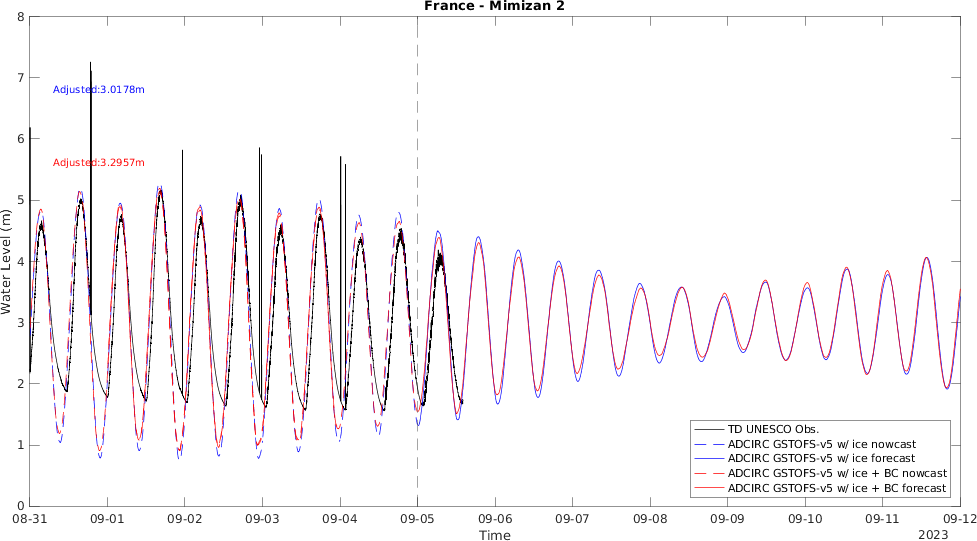 France - Mimizan 2
8
7
6
5
4
3
2
1
0
Water Level (m)
Adjusted:3.0178m
Adjusted:3.2957m
TD UNESCO Obs.
ADCIRC GSTOFS-v5 w/ ice nowcast
ADCIRC GSTOFS-v5 w/ ice forecast
ADCIRC GSTOFS-v5 w/ ice + BC nowcast
ADCIRC GSTOFS-v5 w/ ice + BC forecast
08-31 09-01 09-02 09-03 09-04 09-05 09-06 09-07 09-08 09-09 09-10 09-11 09-12
Time
2023